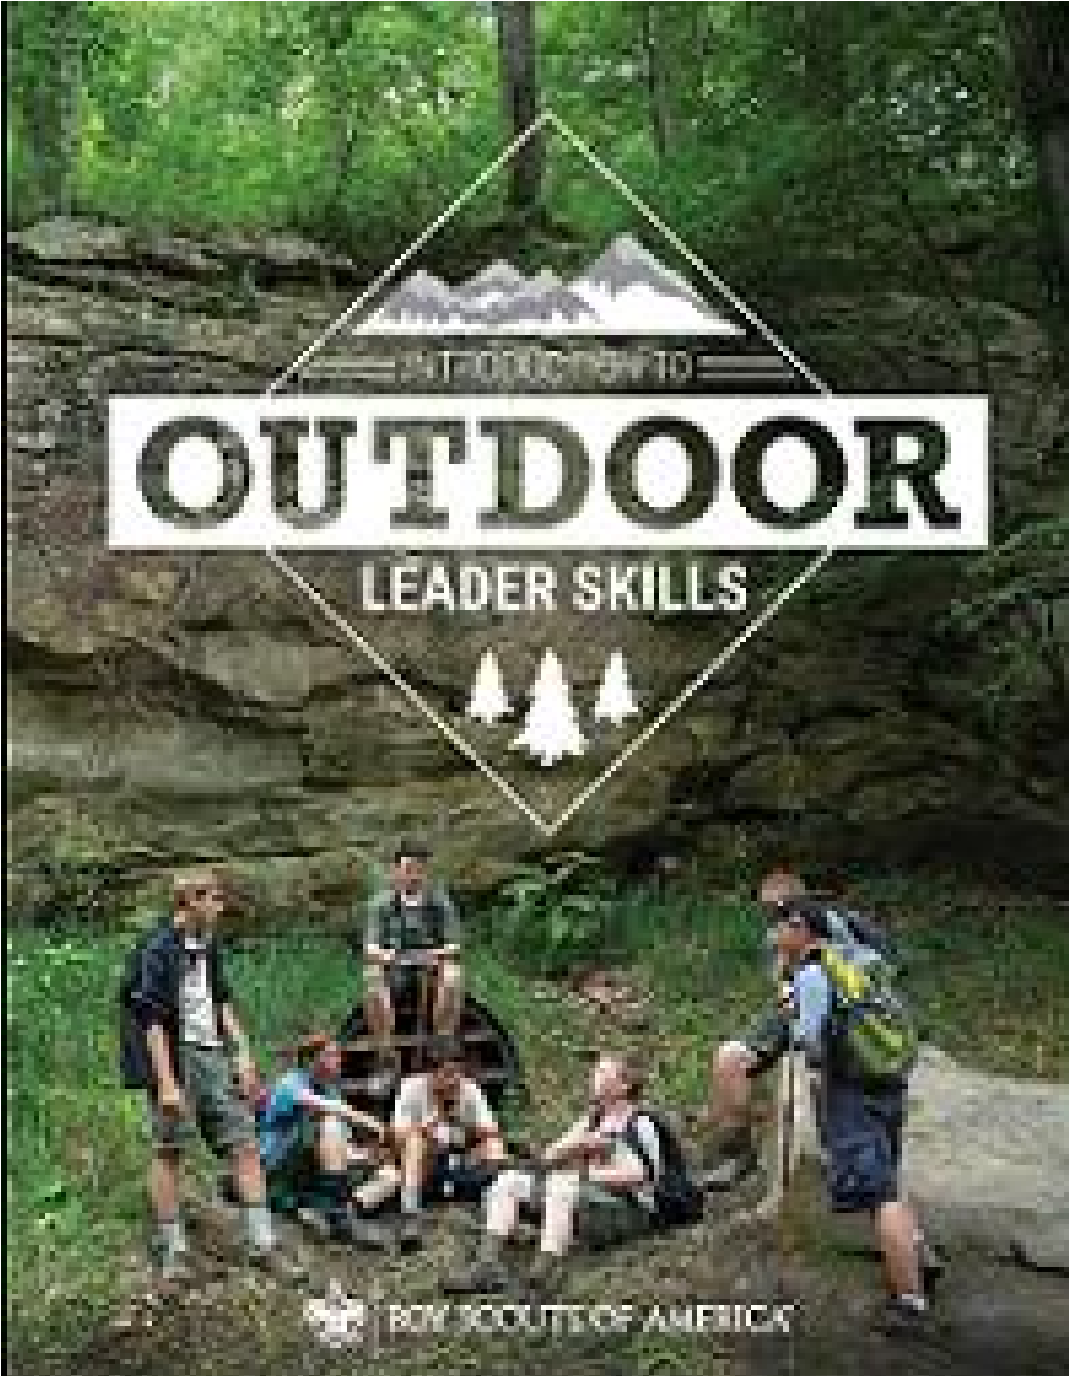 INTRODUCTION TO
OUTDOOR
LEADER SKILLS
BOY SCOUTS OF AMERICA